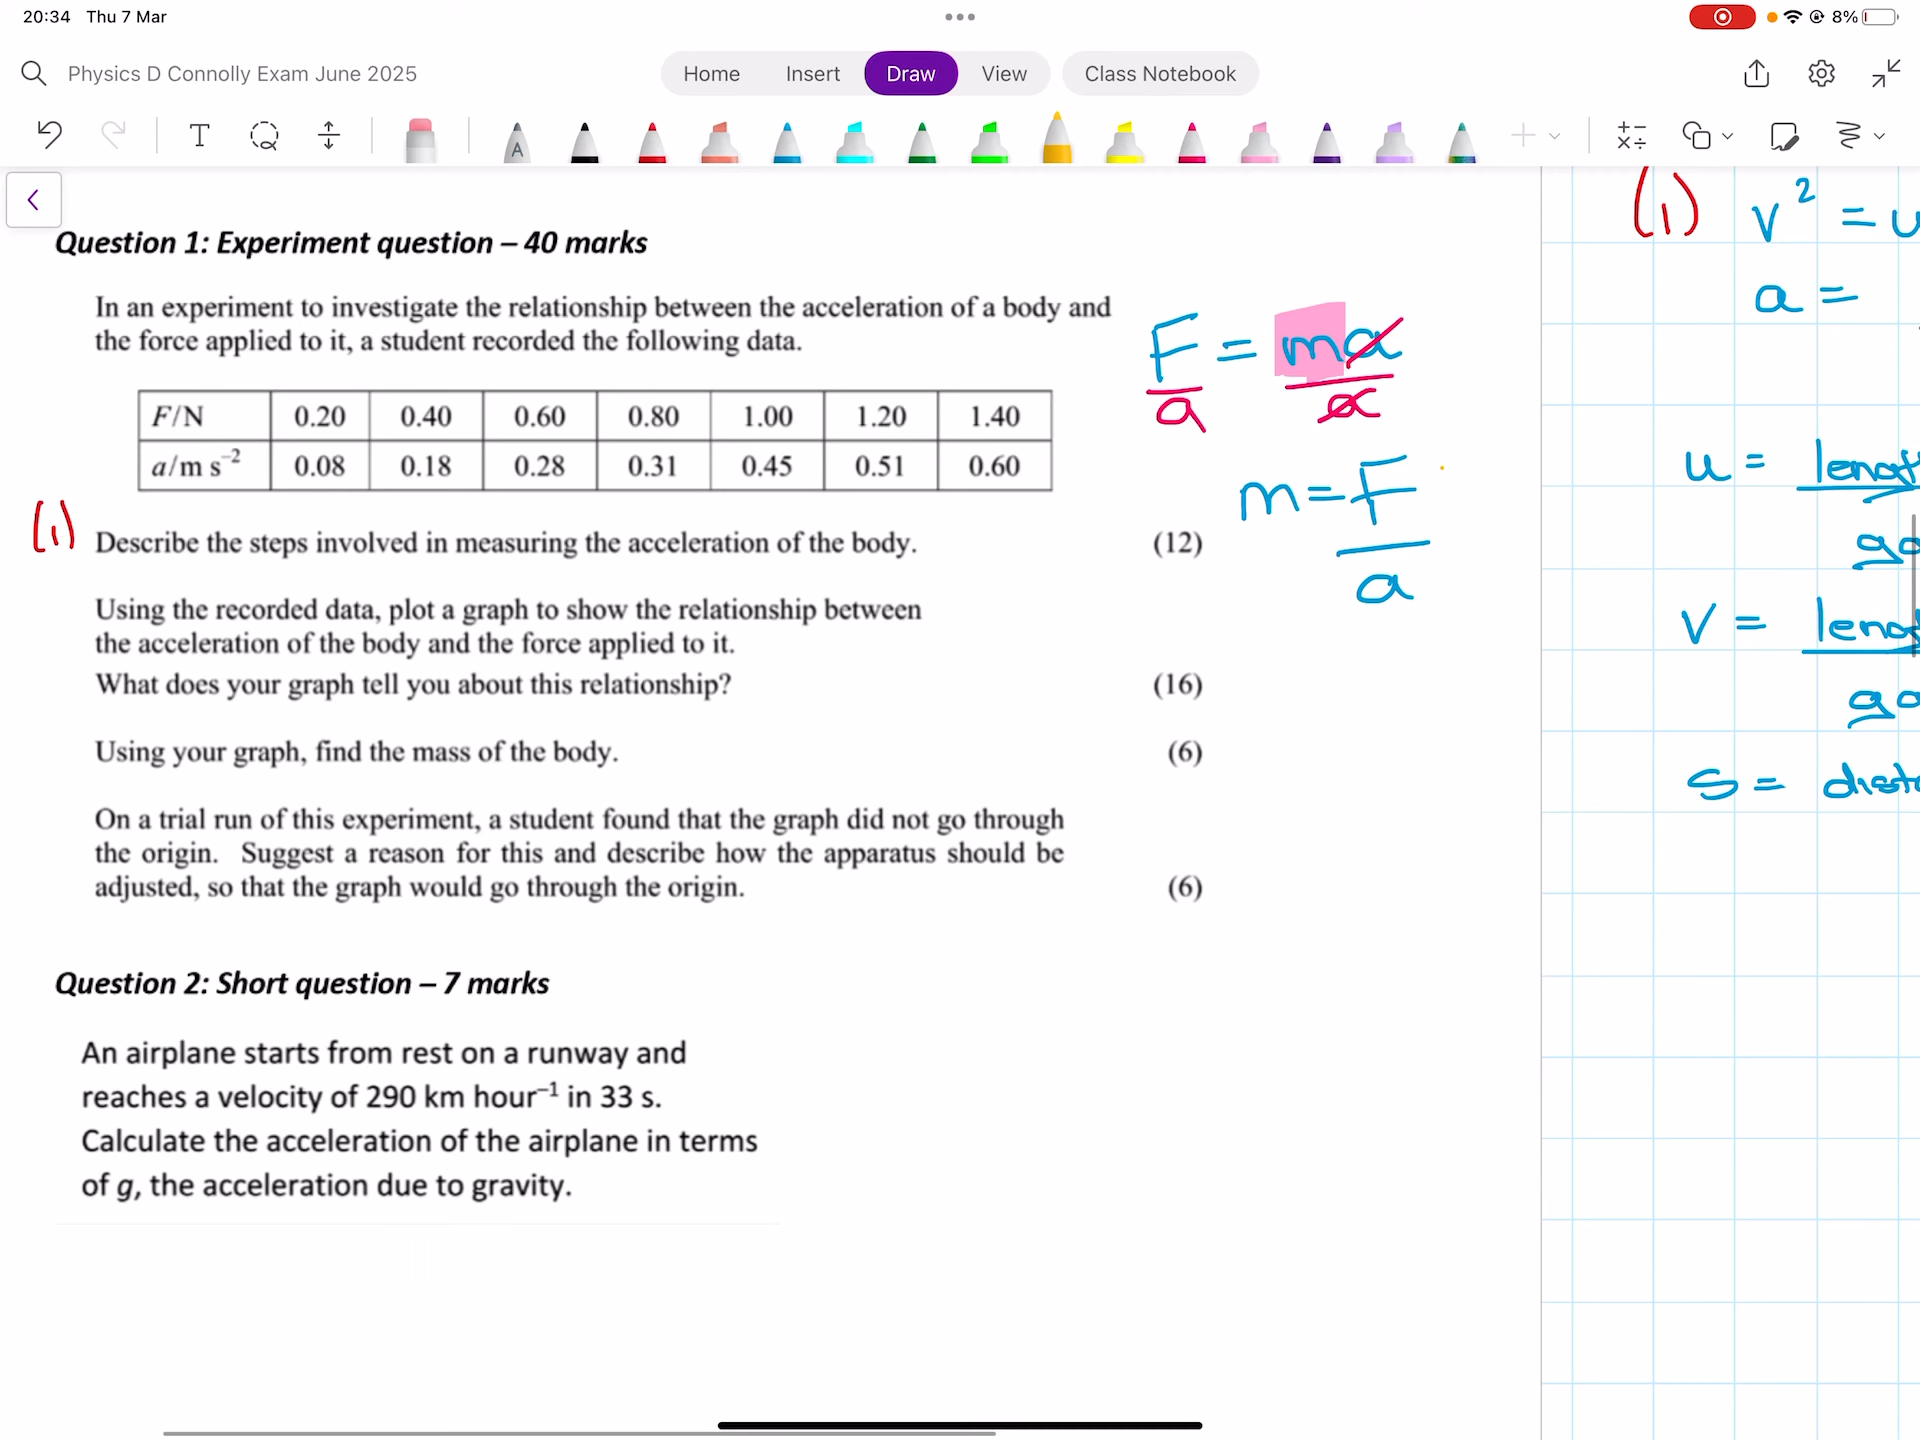 20:34 Thu 7 Mar
8%
Physics D Connolly Exam June 2025
Home Insert Draw View Class Notebook
T A
Question 1: Experiment question – 40 marks
In an experiment to investigate the relationship between the acceleration of a body and
the force applied to it, a student recorded the following data.
F/N 0.20 0.40 0.60 0.80 1.00 1.20 1.40
a/m s⁻² 0.08 0.18 0.28 0.31 0.45 0.51 0.60
(i) Describe the steps involved in measuring the acceleration of the body. (12)
Using the recorded data, plot a graph to show the relationship between
the acceleration of the body and the force applied to it.
What does your graph tell you about this relationship? (16)
Using your graph, find the mass of the body. (6)
On a trial run of this experiment, a student found that the graph did not go through
the origin. Suggest a reason for this and describe how the apparatus should be
adjusted, so that the graph would go through the origin. (6)
F = ma
a a
m = F
a
Question 2: Short question – 7 marks
An airplane starts from rest on a runway and
reaches a velocity of 290 km hour⁻¹ in 33 s.
Calculate the acceleration of the airplane in terms
of g, the acceleration due to gravity.
(i) v² = u
a =
u =
v =
s =